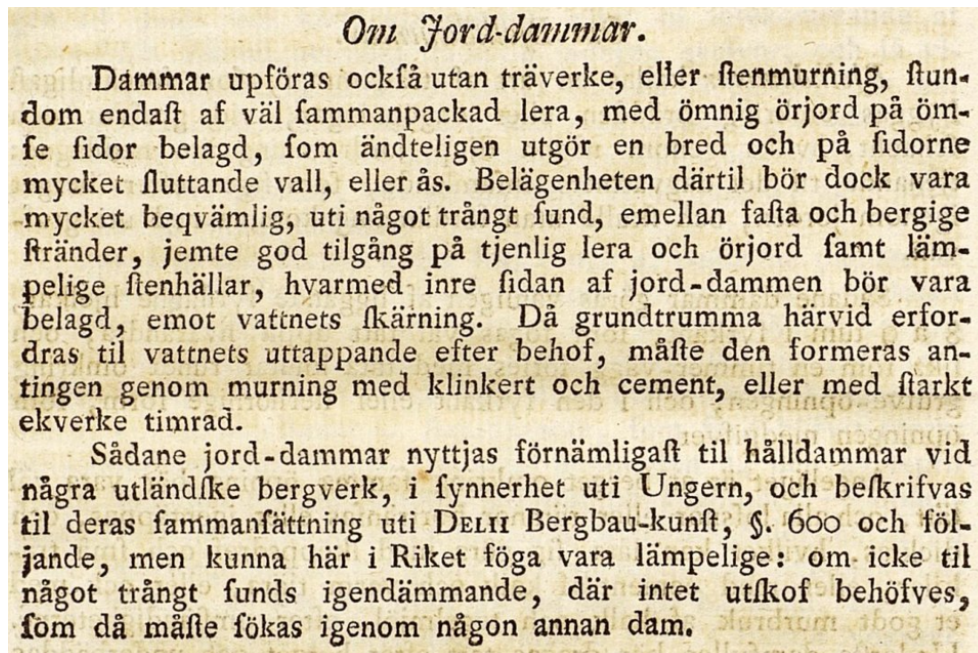 Om Jord-dammar.
Dammar upföras ockſå utan träverke, eller ſtenmurning, ſtun-
dom endaſt af väl ſammanpackad lera, med ömnig örjord på öm-
ſe ſidor belagd, ſom ändteligen utgör en bred och på ſidorne
mycket ſluttande vall, eller ås. Belägenheten därtil bör dock vara
mycket beqvämlig, uti något trångt ſund, emellan faſta och bergige
ſtränder, jemte god tilgång på tjenlig lera och örjord ſamt läm-
pelige ſtenhällar, hvarmed inre ſidan af jord-dammen bör vara
belagd, emot vattnets ſkärning. Då grundtrumma härvid erfor-
dras til vattnets uttappande efter behof, måſte den formeras an-
tingen genom murning med klinkert och cement, eller med ſtarkt
ekverke timrad.
Sådane jord-dammar nyttjas förnämligaſt til hålldammar vid
några utländſke bergverk, i ſynnerhet uti Ungern, och beſkrifvas
til deras ſammanſättning uti DELII Bergbau-kunſt, §. 600 och föl-
jande, men kunna här i Riket föga vara lämpelige: om icke til
något trångt ſunds igendämmande, där intet utſkof behöfves,
ſom då måſte ſökas igenom någon annan dam.